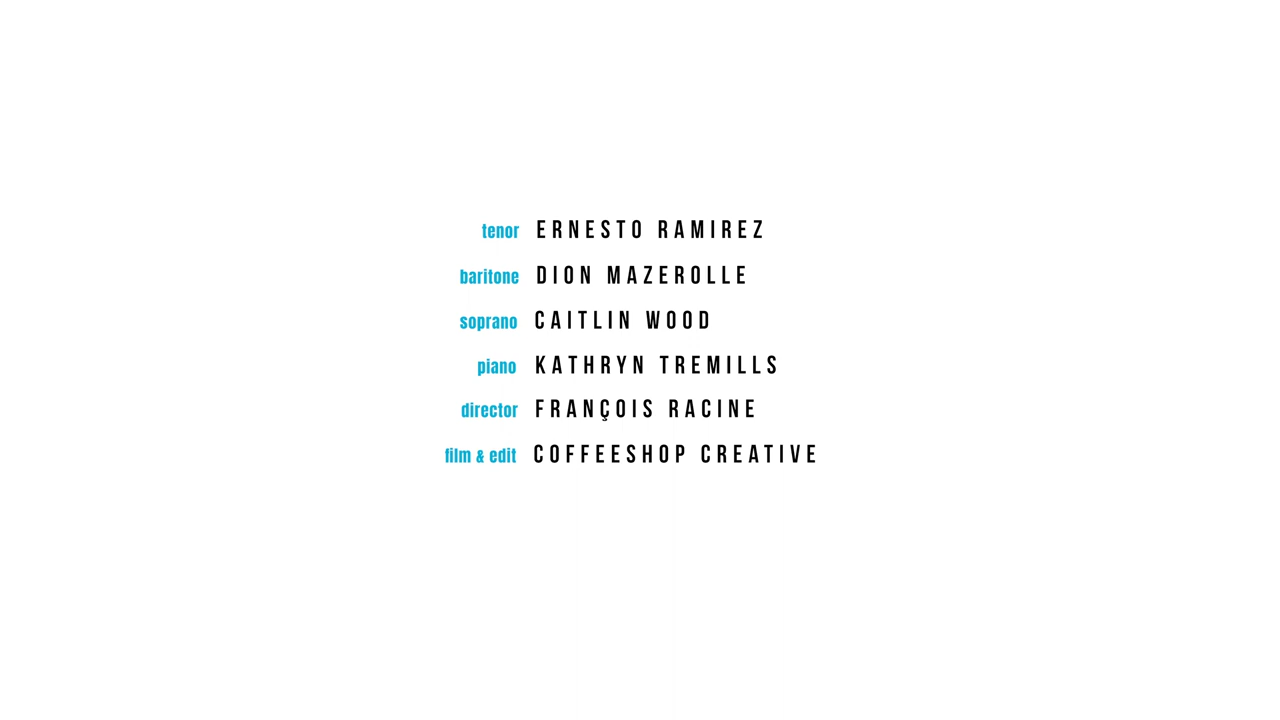 tenor ERNESTO RAMIREZ
baritone DION MAZEROLLE
soprano CAITLIN WOOD
piano KATHRYN TREMILLS
director FRANÇOIS RACINE
film & edit COFFEESHOP CREATIVE